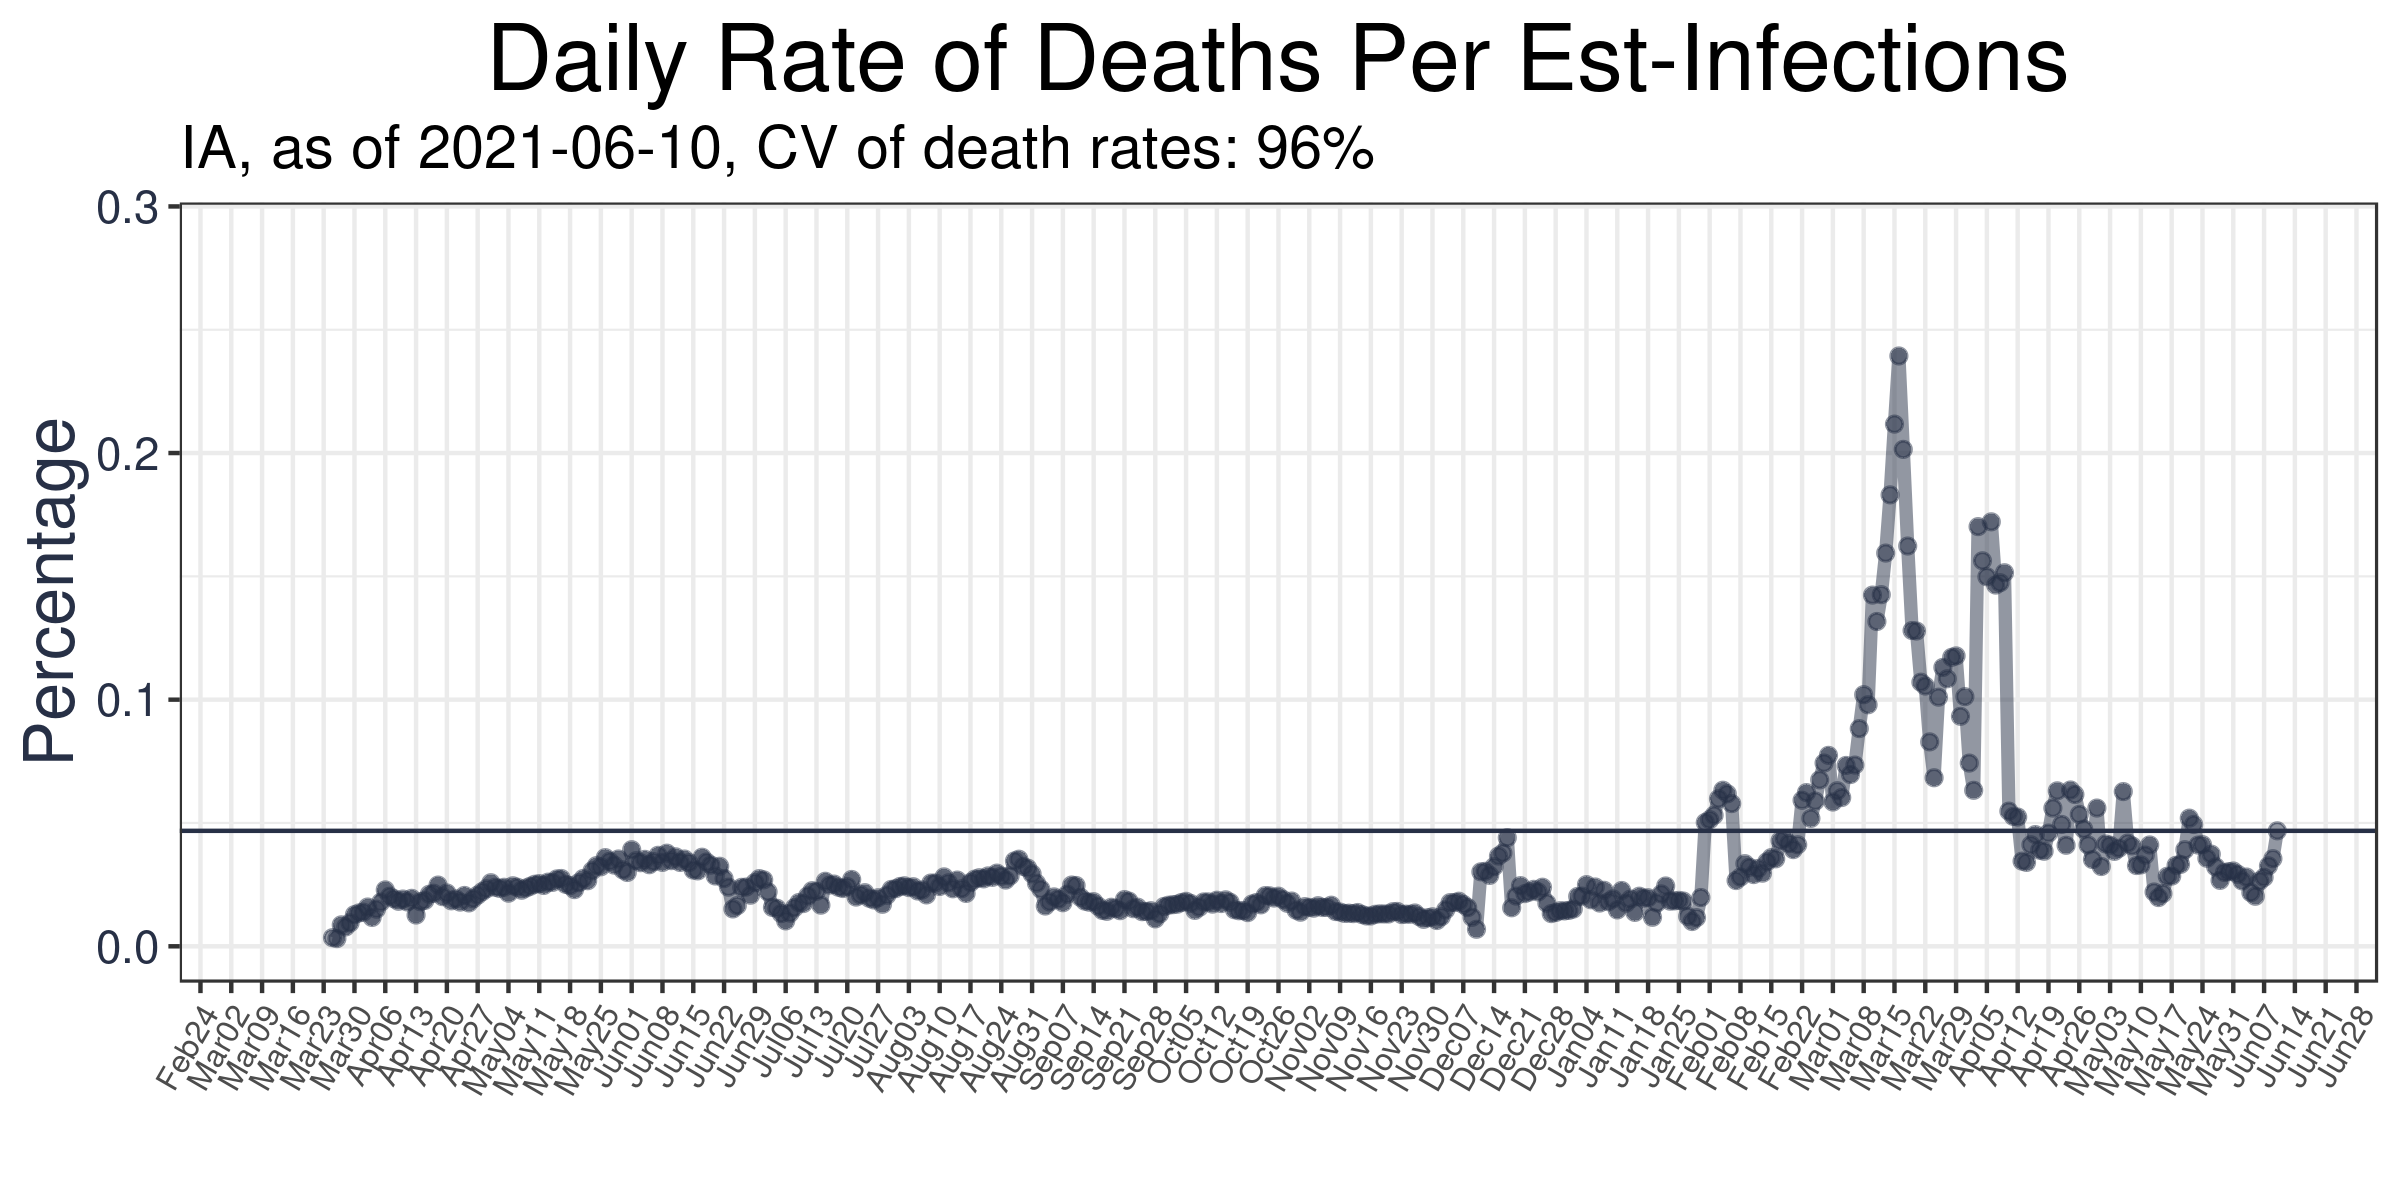 Daily Rate of Deaths Per Est-Infections
IA, as of 2021-06-10, CV of death rates: 96%
Percentage
0.3
0.2
0.1
0.0
Feb24
Mar02
Mar09
Mar16
Mar23
Mar30
Apr06
Apr13
Apr20
Apr27
May04
May11
May18
May25
Jun01
Jun08
Jun15
Jun22
Jun29
Jul06
Jul13
Jul20
Jul27
Aug03
Aug10
Aug17
Aug24
Aug31
Sep07
Sep14
Sep21
Sep28
Oct05
Oct12
Oct19
Oct26
Nov02
Nov09
Nov16
Nov23
Nov30
Dec07
Dec14
Dec21
Dec28
Jan04
Jan11
Jan18
Jan25
Feb01
Feb08
Feb15
Feb22
Mar01
Mar08
Mar15
Mar22
Mar29
Apr05
Apr12
Apr19
Apr26
May03
May10
May17
May24
May31
Jun07
Jun14
Jun21
Jun28